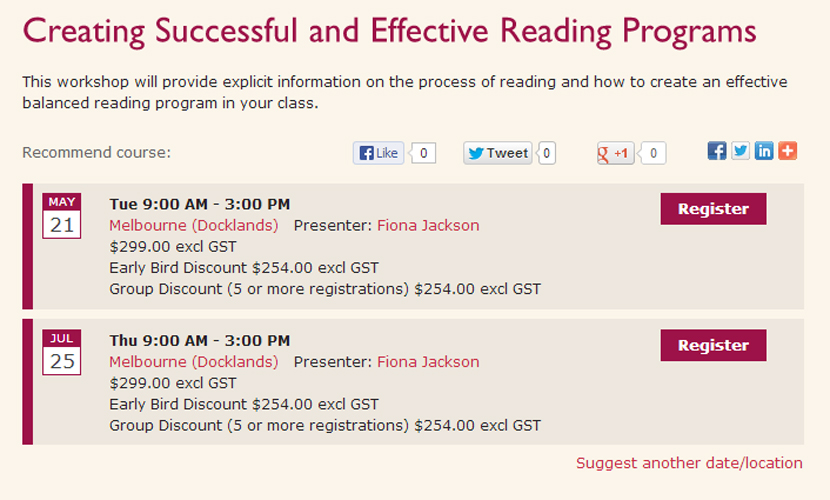 Creating Successful and Effective Reading Programs
This workshop will provide explicit information on the process of reading and how to create an effective
balanced reading program in your class.
Recommend course: Like 0 Tweet 0 +1 0
MAY
21
Tue 9:00 AM - 3:00 PM
Register
Melbourne (Docklands) Presenter: Fiona Jackson
$299.00 excl GST
Early Bird Discount $254.00 excl GST
Group Discount (5 or more registrations) $254.00 excl GST
JUL
25
Thu 9:00 AM - 3:00 PM
Register
Melbourne (Docklands) Presenter: Fiona Jackson
$299.00 excl GST
Early Bird Discount $254.00 excl GST
Group Discount (5 or more registrations) $254.00 excl GST
Suggest another date/location